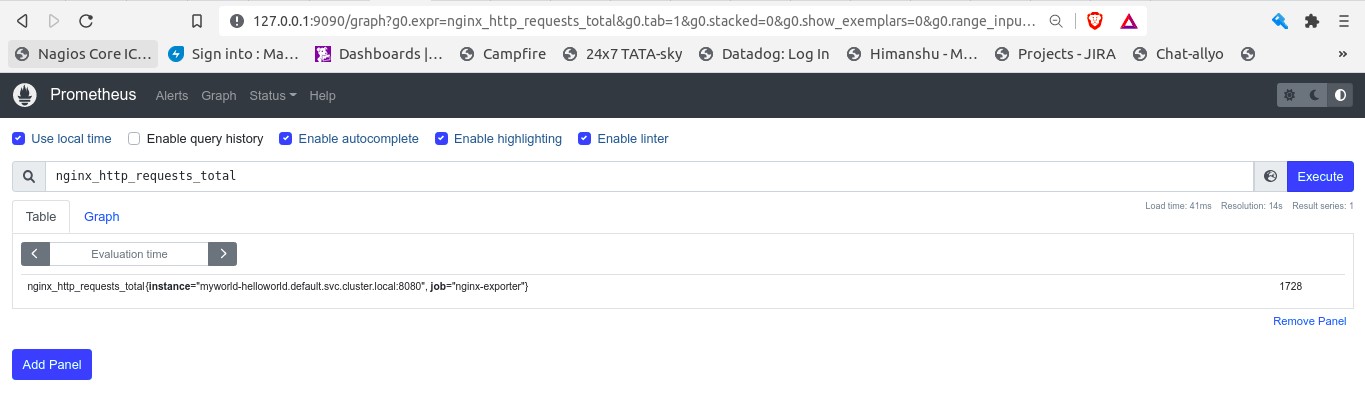 127.0.0.1:9090/graph?g0.expr=nginx_http_requests_total&g0.tab=1&g0.stacked=0&g0.show_exemplars=0&g0.range_inpu...
Nagios Core IC... Sign into : Ma... Dashboards |... Campfire 24x7 TATA-sky Datadog: Log In Himanshu - M... Projects - JIRA Chat-allyo »
Prometheus Alerts Graph Status Help
Use local time Enable query history Enable autocomplete Enable highlighting Enable linter
nginx_http_requests_total Execute
Table Graph Load time: 41ms Resolution: 14s Result series: 1
Evaluation time
nginx_http_requests_total{instance="myworld-helloworld.default.svc.cluster.local:8080", job="nginx-exporter"} 1728
Remove Panel
Add Panel